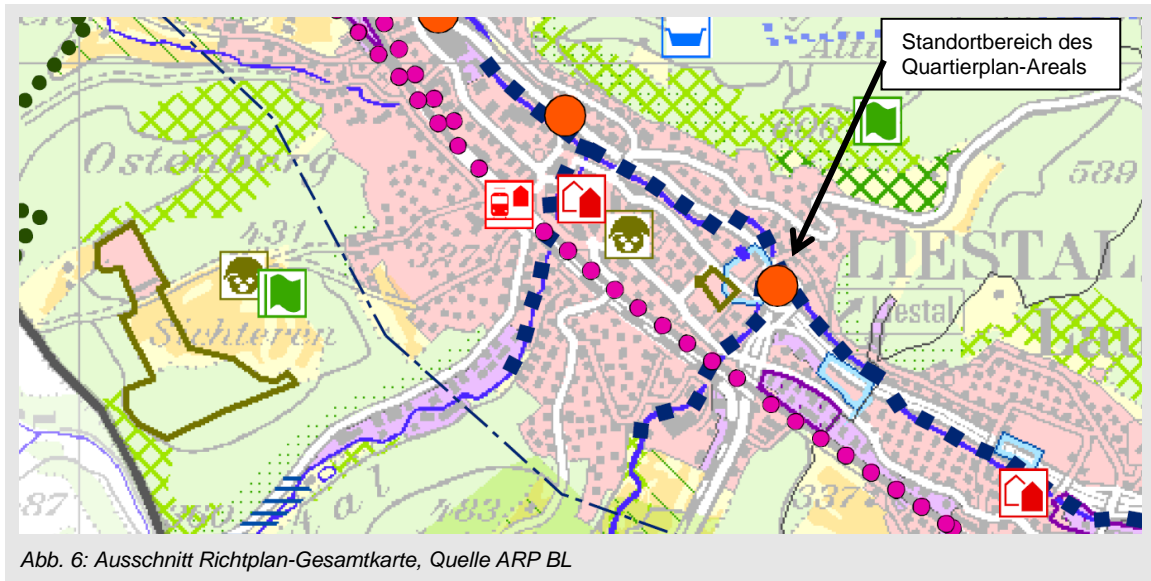 Standortbereich des
Quartierplan-Areals
Ostenberg
431
589
LIESTAL
Liestal
Sichteren
87
483
337
Abb. 6: Ausschnitt Richtplan-Gesamtkarte, Quelle ARP BL